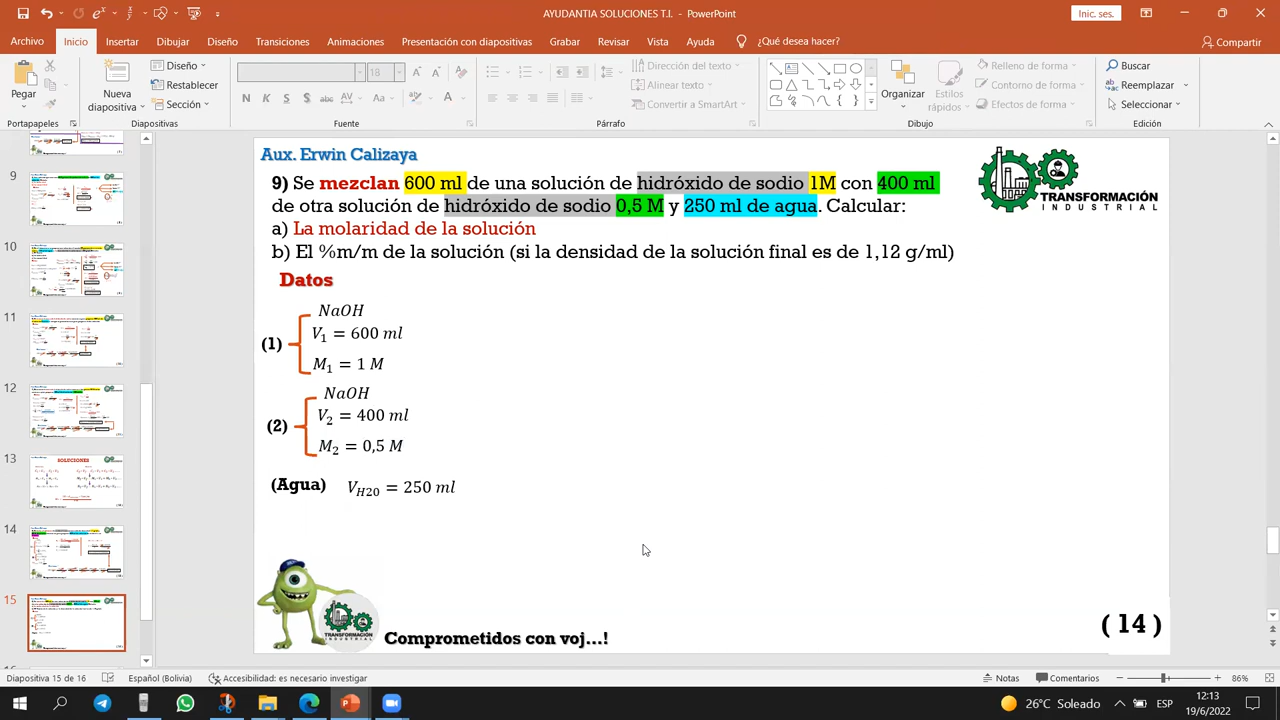 AYUDANTIA SOLUCIONES T.I. - PowerPoint
Inic. ses.
Archivo Inicio Insertar Dibujar Diseño Transiciones Animaciones Presentación con diapositivas Grabar Revisar Vista Ayuda ¿Qué desea hacer? Compartir
Pegar
Nueva diapositiva
Diseño
Restablecer
Sección
18
N K S S abc AV Aa A
Dirección del texto
Alinear texto
Convertir a SmartArt
Organizar
Estilos rápidos
Relleno de forma
Contorno de forma
Efectos de forma
Buscar
Reemplazar
Seleccionar
Portapapeles Diapositivas Fuente Párrafo Dibujo Edición
9
10
11
12
13
SOLUCIONES
14
15
Aux. Erwin Calizaya
TRANSFORMACIÓN
INDUSTRIAL
9) Se mezclan 600 ml de una solución de hidróxido de sodio 1M con 400 ml
de otra solución de hidróxido de sodio 0,5 M y 250 ml de agua. Calcular:
a) La molaridad de la solución
b) El %m/m de la solución (si la densidad de la solución final es de 1,12 g/ml)
Datos
NaOH
(1) V1 = 600 ml
M1 = 1 M
NaOH
(2) V2 = 400 ml
M2 = 0,5 M
(Agua) VH20 = 250 ml
TRANSFORMACIÓN
INDUSTRIAL
Comprometidos con voj...!
( 14 )
Diapositiva 15 de 16 Español (Bolivia) Accesibilidad: es necesario investigar Notas Comentarios 86%
26°C Soleado ESP 12:13
19/6/2022